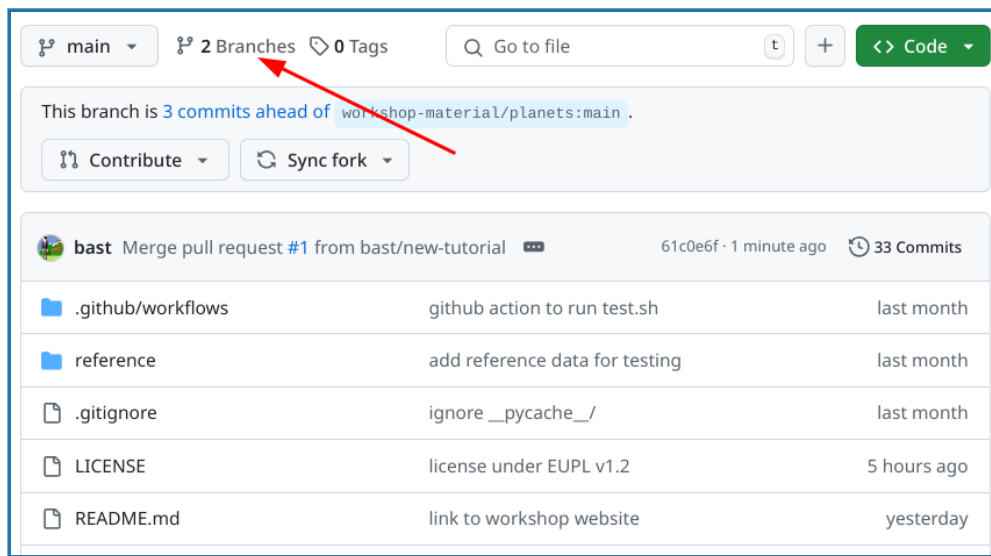 main 2 Branches 0 Tags Go to file t + <> Code
This branch is 3 commits ahead of workshop-material/planets:main .
Contribute Sync fork
bast Merge pull request #1 from bast/new-tutorial 61c0e6f · 1 minute ago 33 Commits
.github/workflows github action to run test.sh last month
reference add reference data for testing last month
.gitignore ignore __pycache__/ last month
LICENSE license under EUPL v1.2 5 hours ago
README.md link to workshop website yesterday